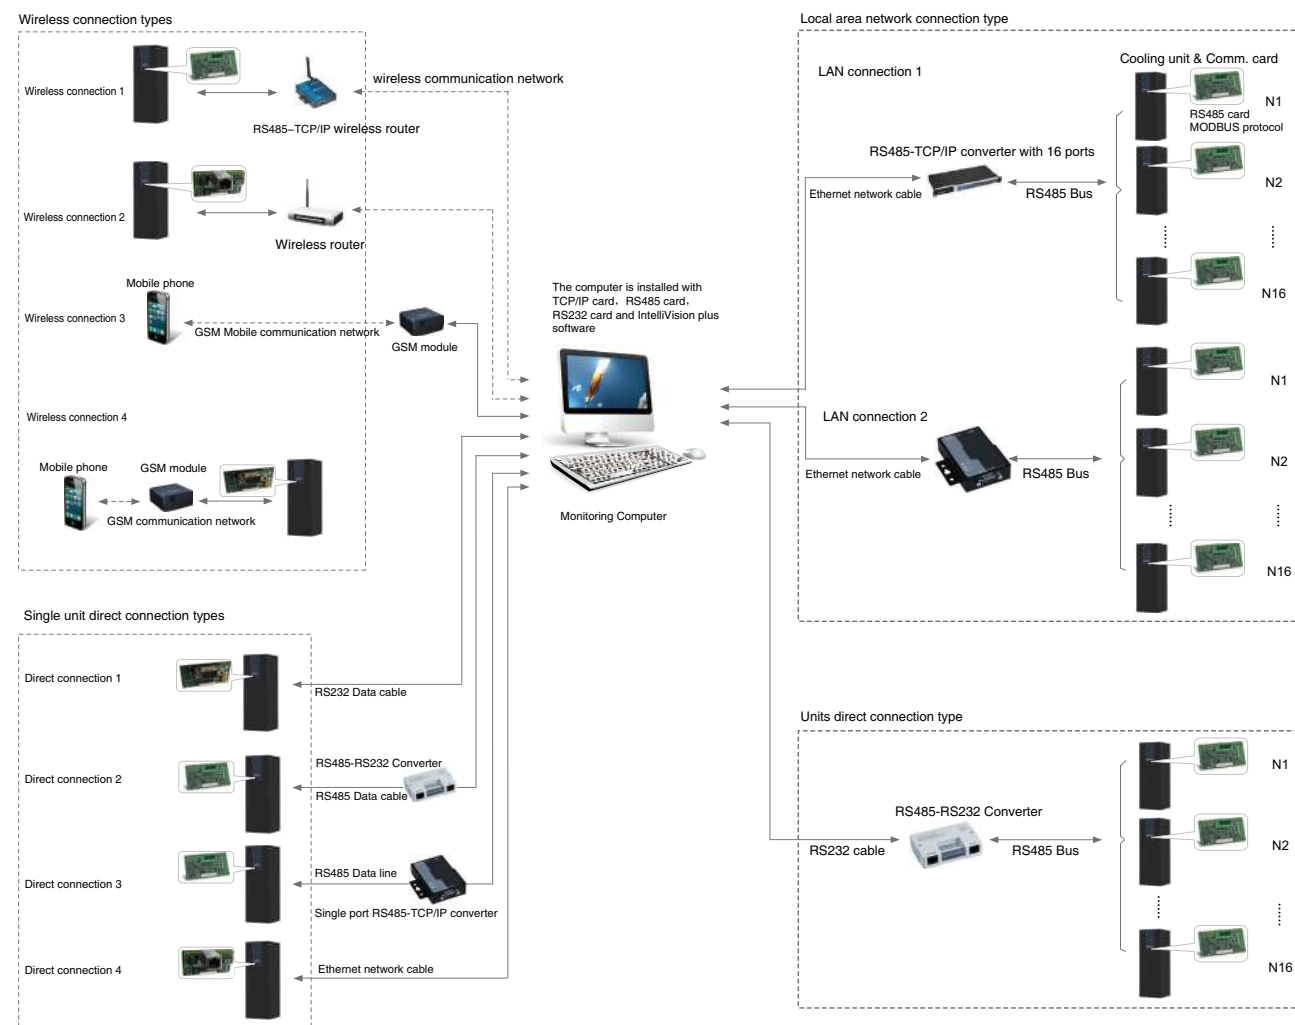 Wireless connection types
Wireless connection 1
wireless communication network
RS485–TCP/IP wireless router
Wireless connection 2
Wireless router
Mobile phone
Wireless connection 3
GSM Mobile communication network
GSM module
Wireless connection 4
Mobile phone
GSM module
GSM communication network
The computer is installed with
TCP/IP card, RS485 card,
RS232 card and IntelliVision plus
software
Monitoring Computer
Single unit direct connection types
Direct connection 1
RS232 Data cable
Direct connection 2
RS485-RS232 Converter
RS485 Data cable
Direct connection 3
RS485 Data line
Single port RS485-TCP/IP converter
Direct connection 4
Ethernet network cable
Local area network connection type
LAN connection 1
Cooling unit & Comm. card
N1
RS485 card
MODBUS protocol
RS485-TCP/IP converter with 16 ports
Ethernet network cable
RS485 Bus
N2
N16
LAN connection 2
Ethernet network cable
RS485 Bus
N1
N2
N16
Units direct connection type
RS485-RS232 Converter
RS232 cable
RS485 Bus
N1
N2
N16